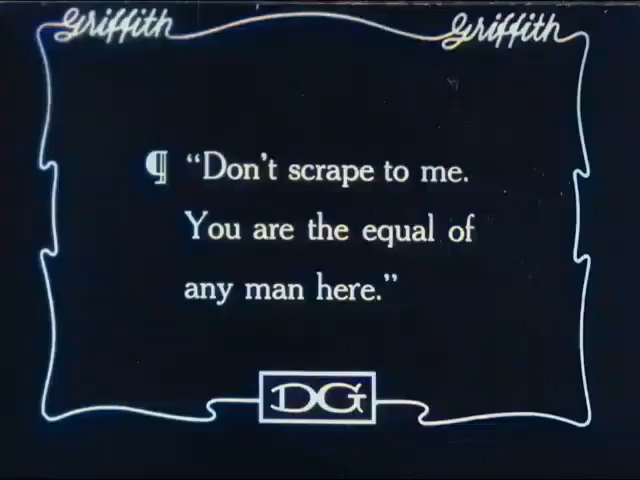 Griffith Griffith
¶ "Don't scrape to me.
You are the equal of
any man here."
DG